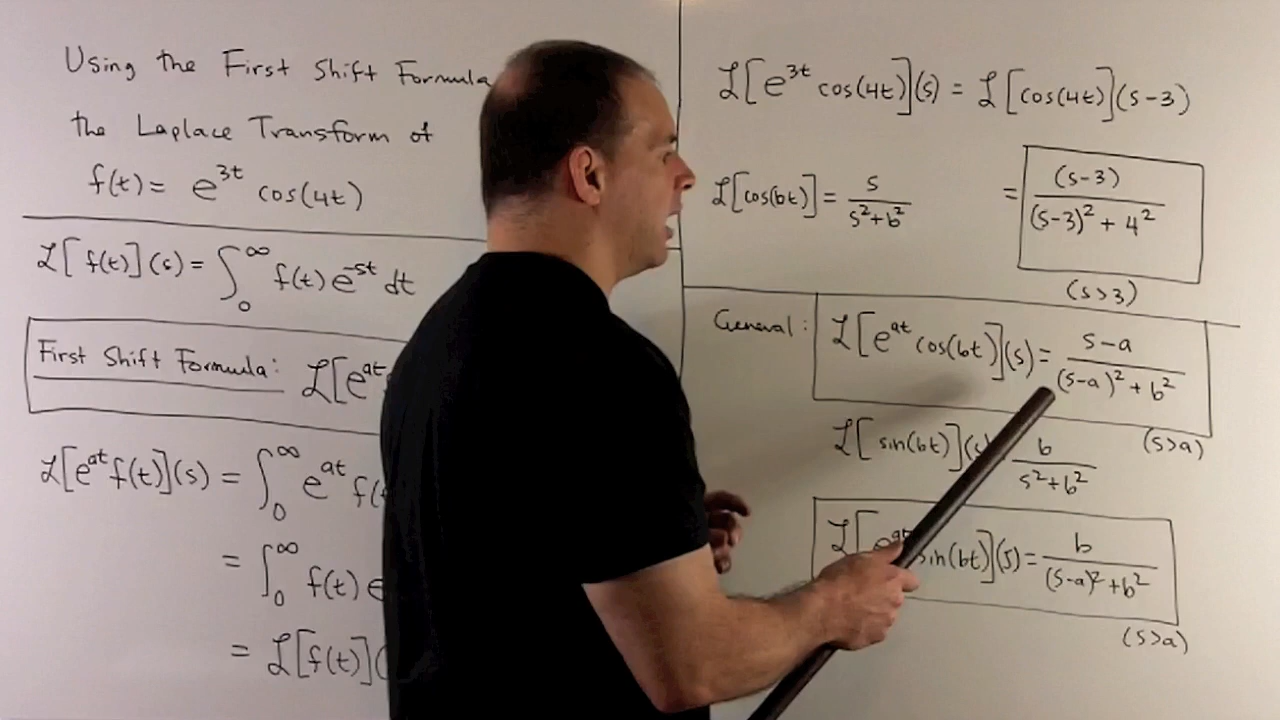 Using the First Shift Formula
the Laplace Transform of
f(t) = e^{3t} cos(4t)
ℒ[f(t)](s) = ∫_0^∞ f(t) e^{-st} dt
First Shift Formula: ℒ[e^{at}
ℒ[e^{at} f(t)](s) = ∫_0^∞ e^{at} f(
= ∫_0^∞ f(t) e
= ℒ[f(t)](
ℒ[e^{3t} cos(4t)](s) = ℒ[cos(4t)](s-3)
ℒ[cos(bt)] = s/(s^2+b^2) = (s-3)/((s-3)^2 + 4^2)
(s>3)
General: ℒ[e^{at} cos(bt)](s) = (s-a)/((s-a)^2 + b^2)
(s>a)
ℒ[sin(bt)](s) b/(s^2+b^2)
ℒ[e^{at} sin(bt)](s) = b/((s-a)^2 + b^2)
(s>a)